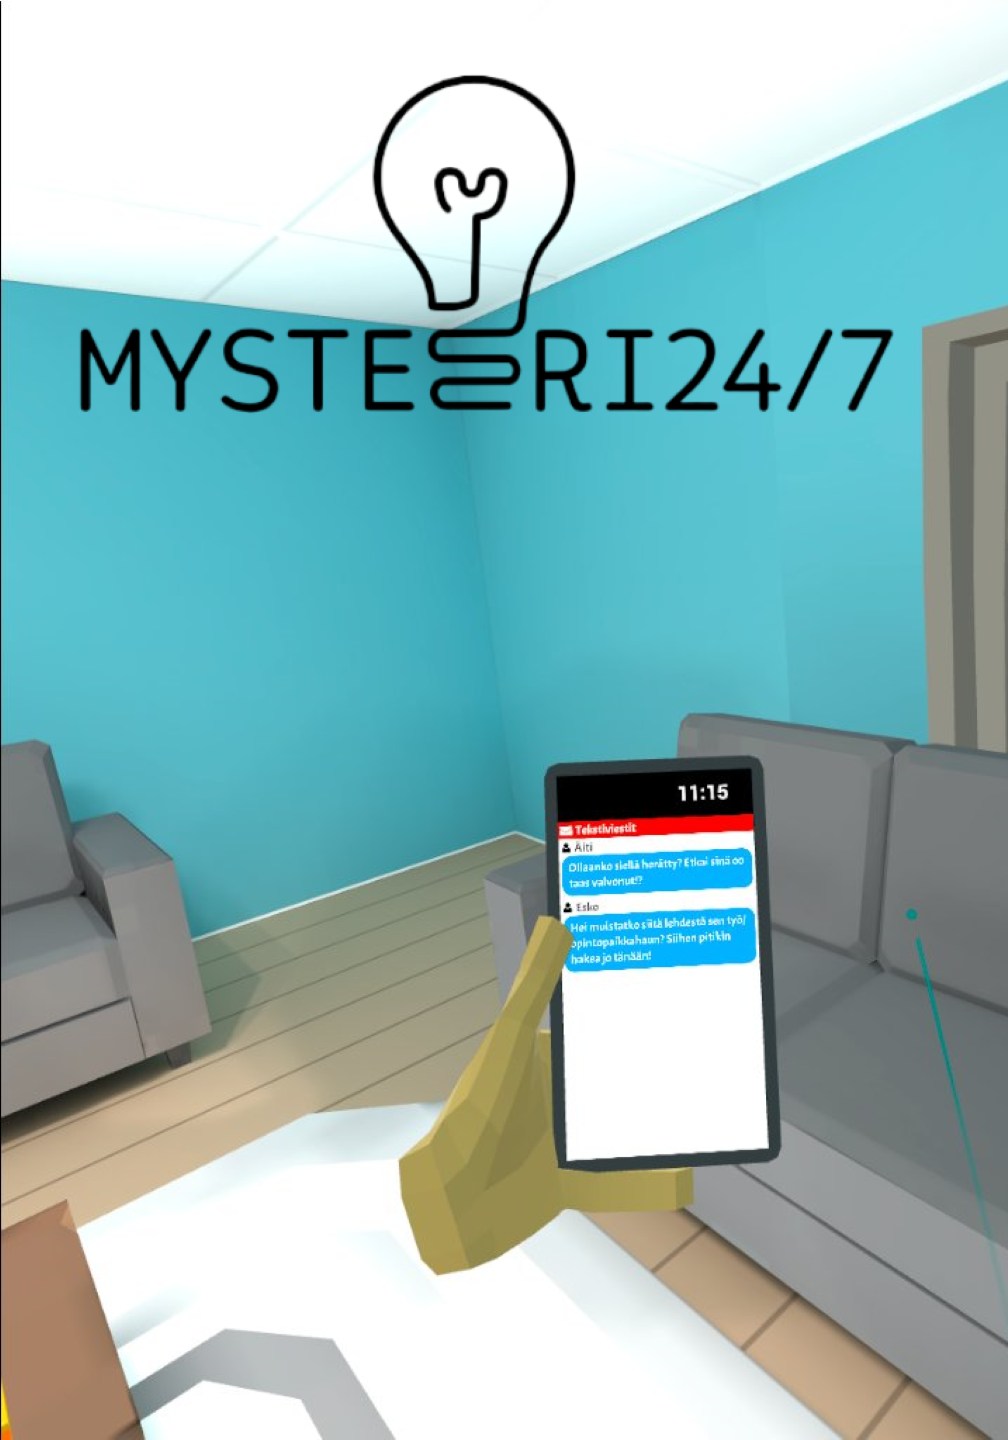 MYSTEERI24/7
11:15
Tekstiviestit
Äiti
Ollaanko siellä herätty? Ethäi sinä oo
taas valvonut!?
Esko
Hei muistatko siitä lehdestä sen työ/
opintopaikkahaun? Siihen pitikin
hakea jo tänään!